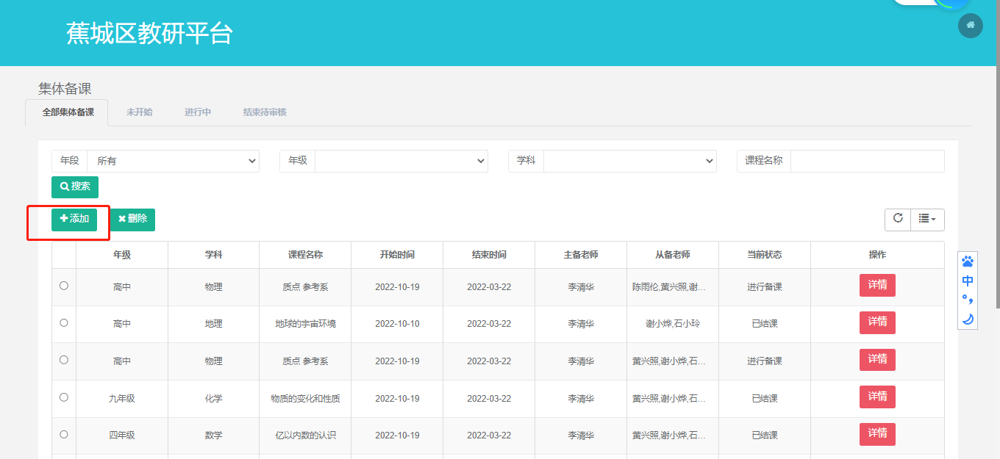 蕉城区教研平台
集体备课
全部集体备课 未开始 进行中 结束待审核
年段 所有 年级 学科 课程名称
搜索
添加 删除
年级 学科 课程名称 开始时间 结束时间 主备老师 从备老师 当前状态 操作
高中 物理 质点 参考系 2022-10-19 2022-03-22 李清华 陈雨伦,黄兴照,谢... 进行备课 详情
高中 地理 地球的宇宙环境 2022-10-10 2022-03-22 李清华 谢小烨,石小玲 已结课 详情
高中 物理 质点 参考系 2022-10-19 2022-03-22 李清华 黄兴照,谢小烨,石... 进行备课 详情
九年级 化学 物质的变化和性质 2022-10-19 2022-03-22 李清华 黄兴照,谢小烨,石... 已结课 详情
四年级 数学 亿以内数的认识 2022-10-19 2022-03-22 李清华 黄兴照,谢小烨,石... 已结课 详情
中